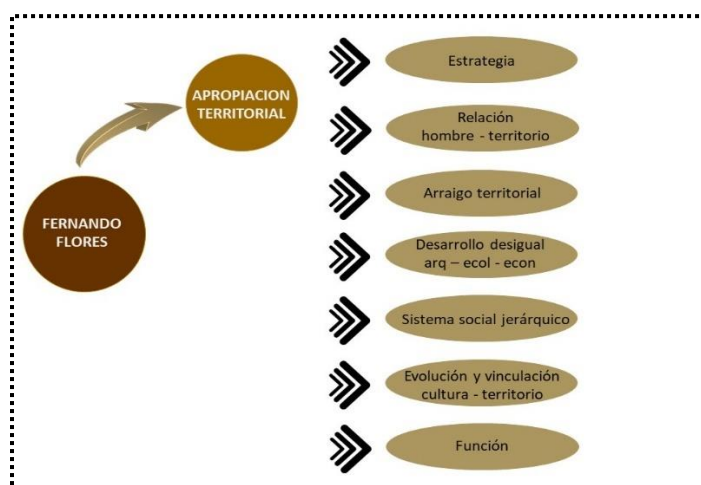 FERNANDO
FLORES
APROPIACION
TERRITORIAL
Estrategia
Relación
hombre - territorio
Arraigo territorial
Desarrollo desigual
arq – ecol - econ
Sistema social jerárquico
Evolución y vinculación
cultura - territorio
Función